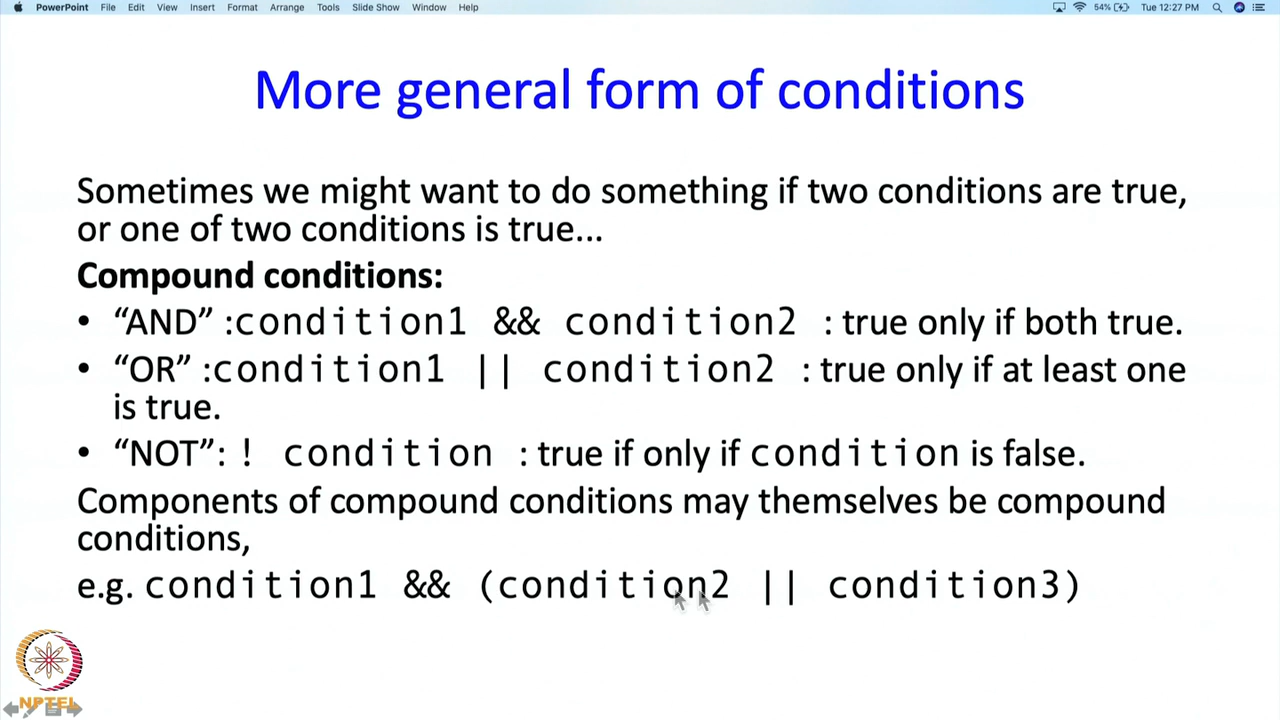 PowerPoint File Edit View Insert Format Arrange Tools Slide Show Window Help 54% Tue 12:27 PM
More general form of conditions
Sometimes we might want to do something if two conditions are true,
or one of two conditions is true...
Compound conditions:
• “AND” :condition1 && condition2 : true only if both true.
• “OR” :condition1 || condition2 : true only if at least one
is true.
• “NOT”: ! condition : true if only if condition is false.
Components of compound conditions may themselves be compound
conditions,
e.g. condition1 && (condition2 || condition3)
NPTEL